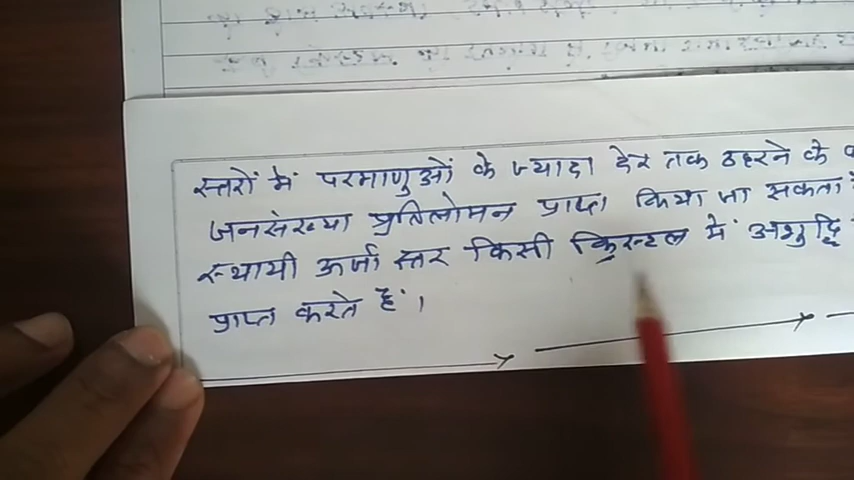 स्तरों में परमाणुओं के ज्यादा देर तक ठहरने के
जनसंख्या प्रतिलोमन प्राप्त किया जा सकता
स्थायी ऊर्जा स्तर किसी क्रिस्टल में अशुद्धि
प्राप्त करते हैं।